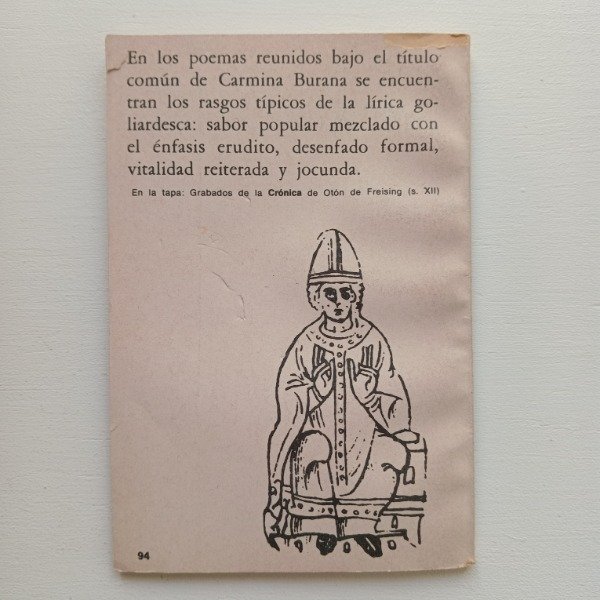 En los poemas reunidos bajo el título
común de Carmina Burana se encuen-
tran los rasgos típicos de la lírica go-
liardesca: sabor popular mezclado con
el énfasis erudito, desenfado formal,
vitalidad reiterada y jocunda.
En la tapa: Grabados de la Crónica de Otón de Freising (s. XII)
94